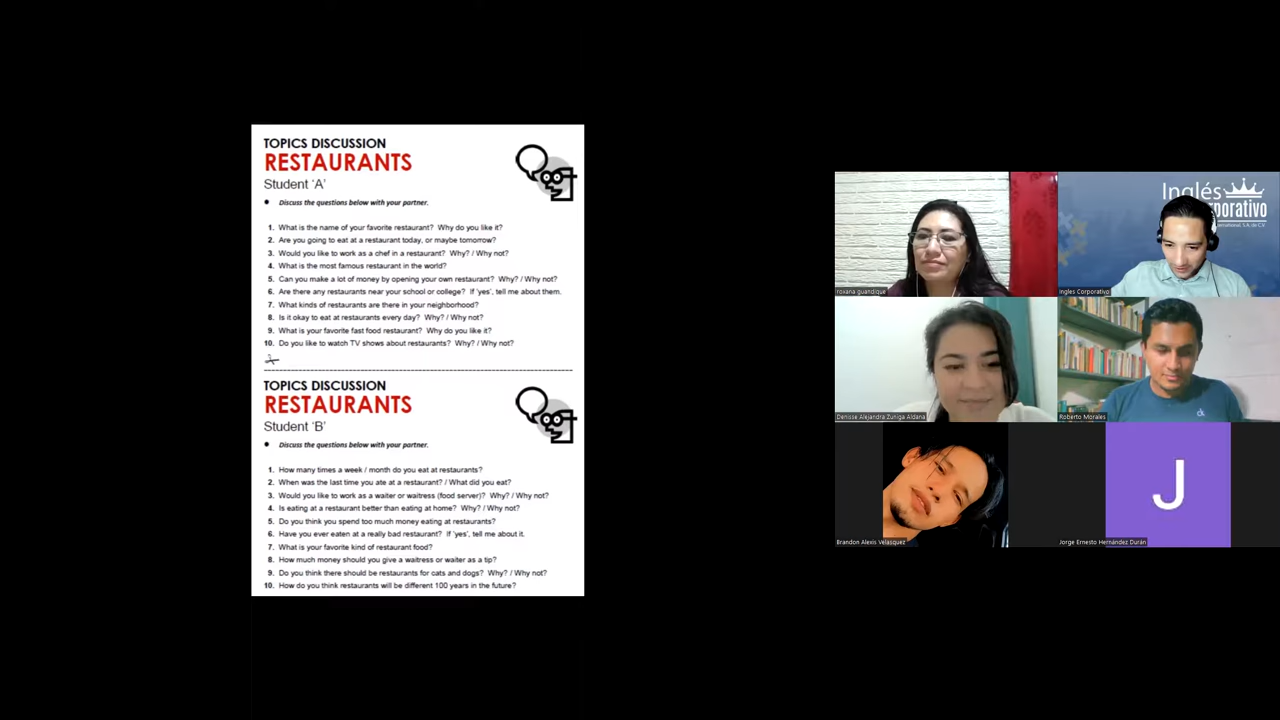 TOPICS DISCUSSION
RESTAURANTS
Student 'A'
Discuss the questions below with your partner.
1. What is the name of your favorite restaurant? Why do you like it?
2. Are you going to eat at a restaurant today, or maybe tomorrow?
3. Would you like to work as a chef in a restaurant? Why? / Why not?
4. What is the most famous restaurant in the world?
5. Can you make a lot of money by opening your own restaurant? Why? / Why not?
6. Are there any restaurants near your school or college? If 'yes', tell me about them.
7. What kinds of restaurants are there in your neighborhood?
8. Is it okay to eat at restaurants every day? Why? / Why not?
9. What is your favorite fast food restaurant? Why do you like it?
10. Do you like to watch TV shows about restaurants? Why? / Why not?
TOPICS DISCUSSION
RESTAURANTS
Student 'B'
Discuss the questions below with your partner.
1. How many times a week / month do you eat at restaurants?
2. When was the last time you ate at a restaurant? / What did you eat?
3. Would you like to work as a waiter or waitress (food server)? Why? / Why not?
4. Is eating at a restaurant better than eating at home? Why? / Why not?
5. Do you think you spend too much money eating at restaurants?
6. Have you ever eaten at a really bad restaurant? If 'yes', tell me about it.
7. What is your favorite kind of restaurant food?
8. How much money should you give a waitress or waiter as a tip?
9. Do you think there should be restaurants for cats and dogs? Why? / Why not?
10. How do you think restaurants will be different 100 years in the future?
roxana guandique
Inglés
Ingles Corporativo
Denisse Alejandra Zuniga Aldana
Roberto Morales
J
Brandon Alexis Velasquez
Jorge Ernesto Hernández Durán